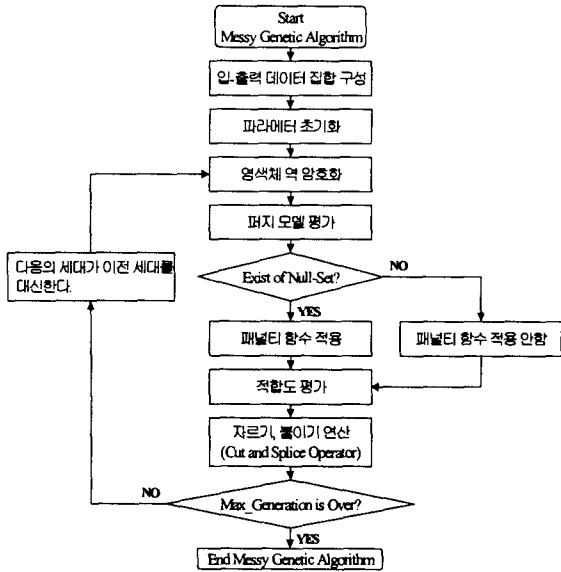 Start
Messy Genetic Algorithm
입-출력 데이터 집합 구성
파라메터 초기화
염색체 역 암호화
퍼지 모델 평가
다음의 세대가 이전 세대를
대신한다.
Exist of Null-Set?
NO
YES
패널티 함수 적용
패널티 함수 적용 안함
적합도 평가
자르기, 붙이기 연산
(Cut and Splice Operator)
NO
Max_Generation is Over?
YES
End Messy Genetic Algorithm